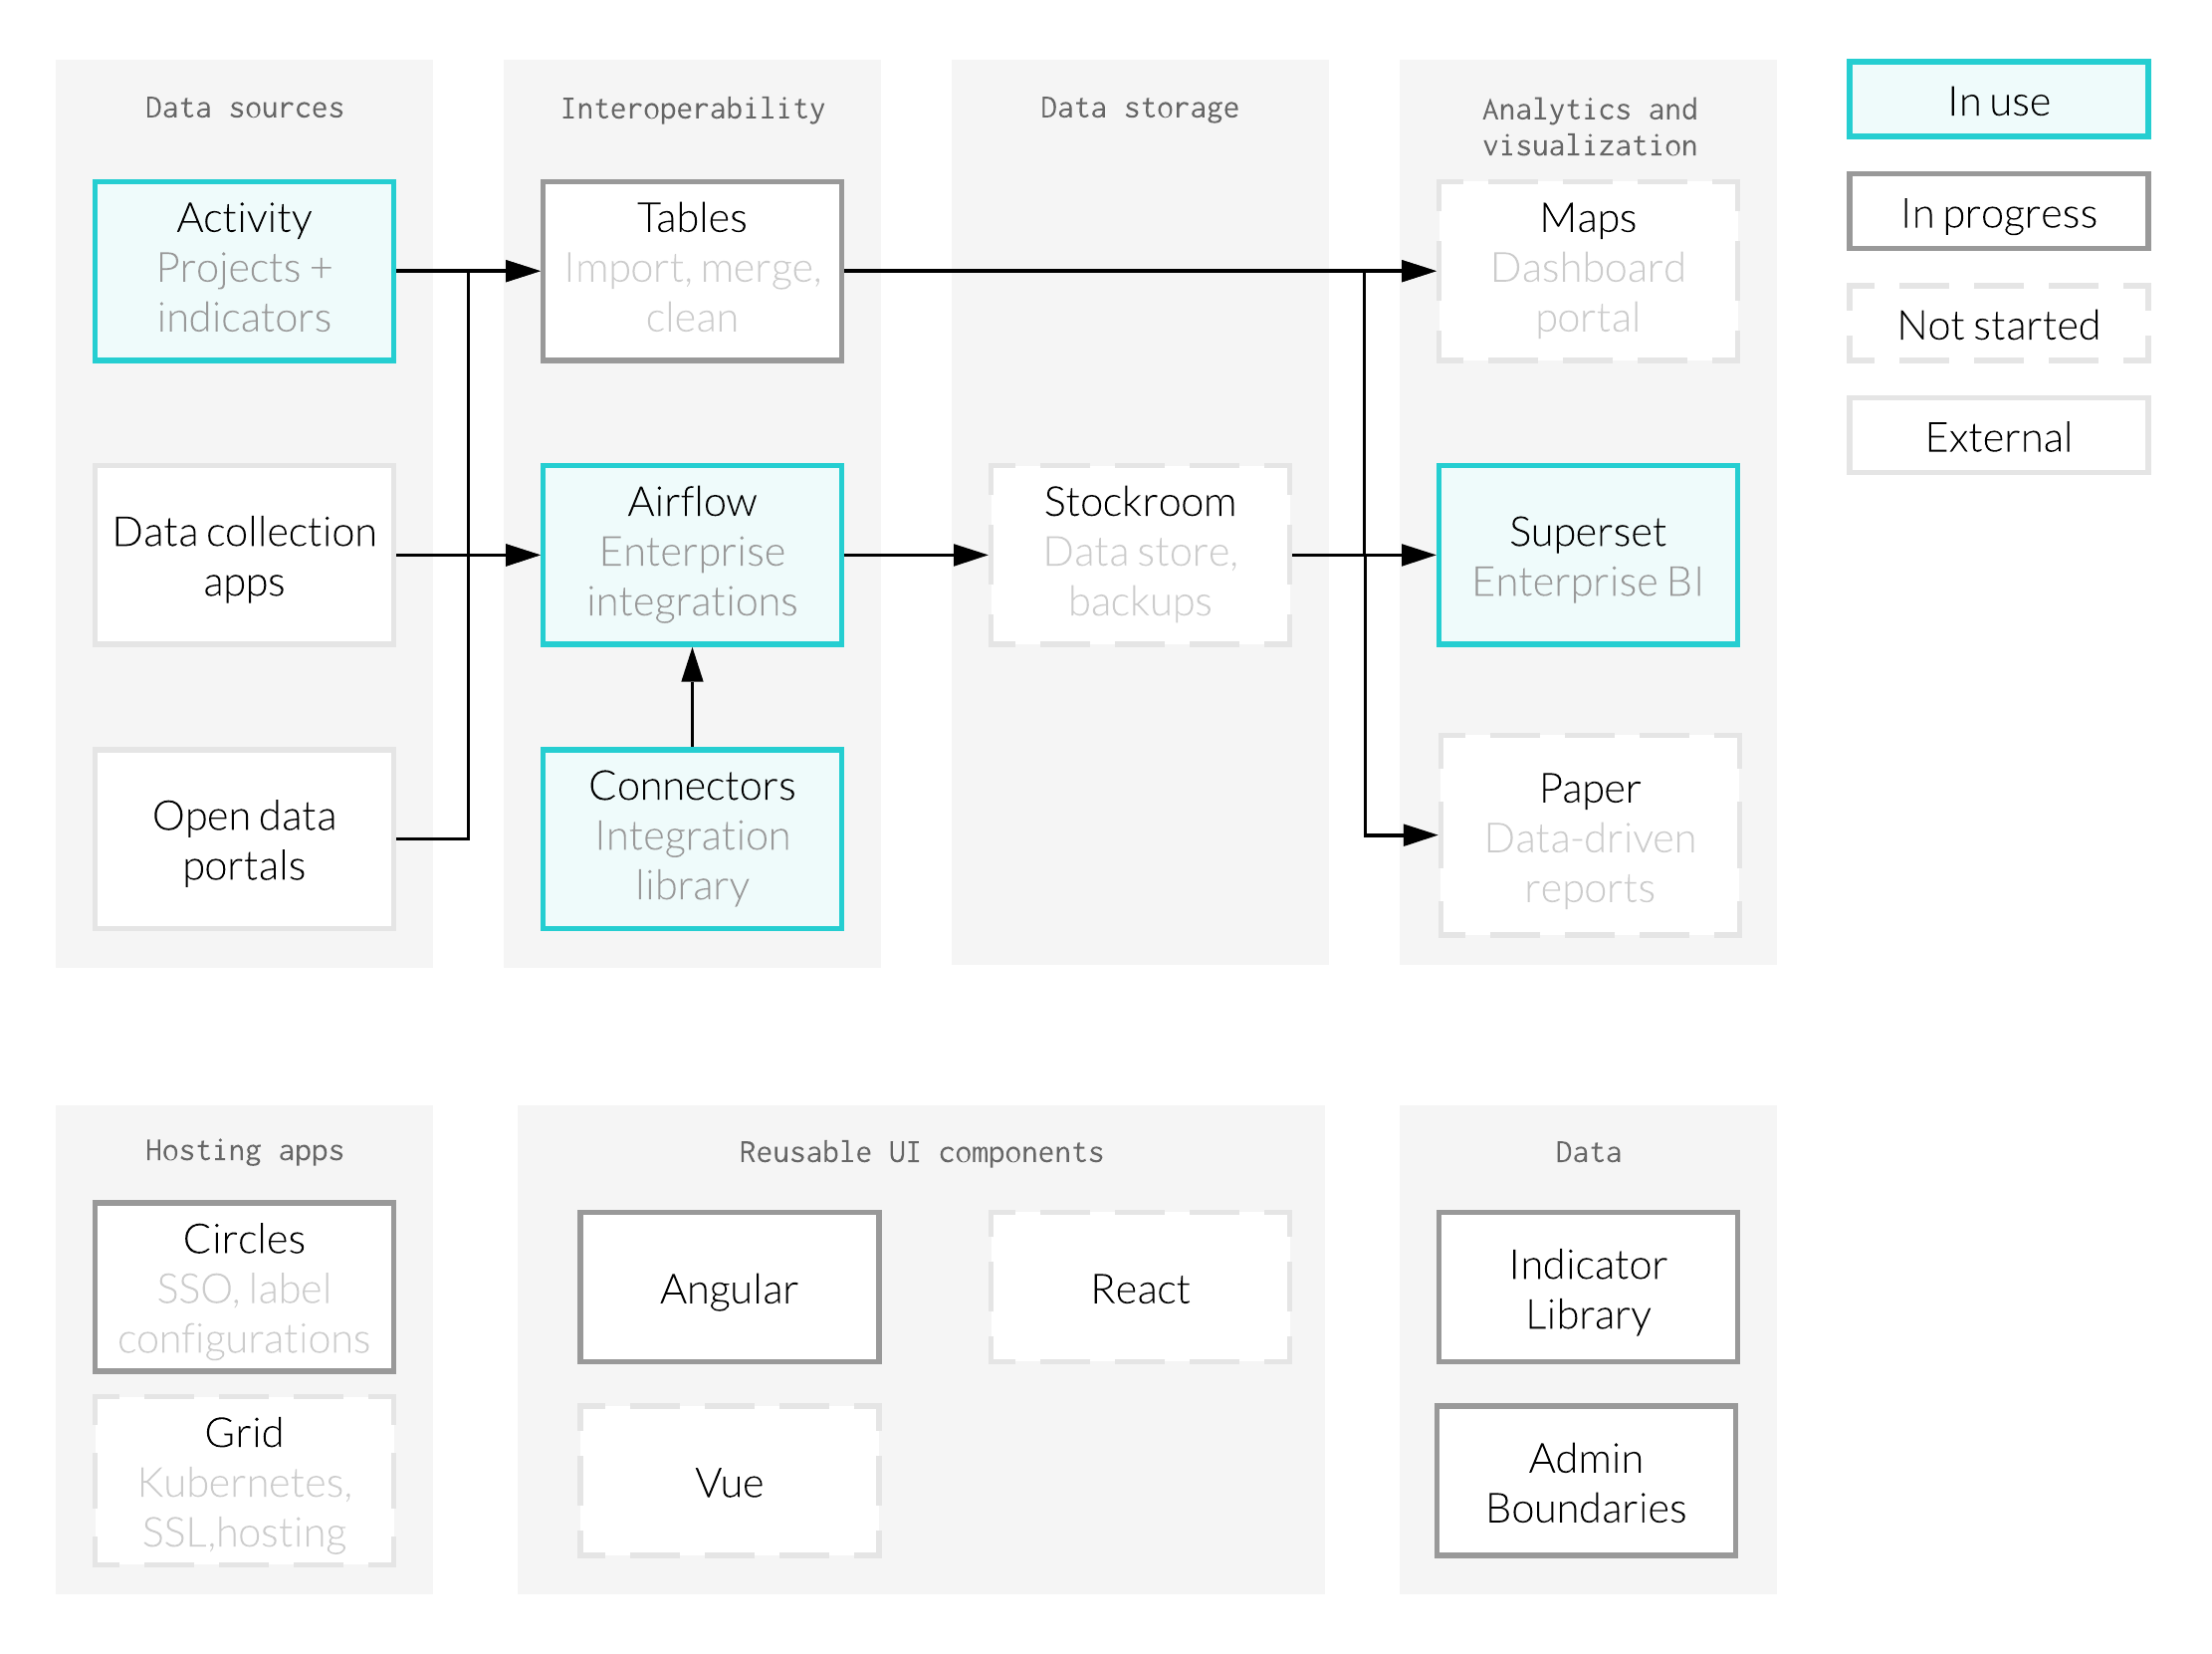 Data sources
Activity
Projects +
indicators
Data collection
apps
Open data
portals
Interoperability
Tables
Import, merge,
clean
Airflow
Enterprise
integrations
Connectors
Integration
library
Data storage
Stockroom
Data store,
backups
Analytics and
visualization
Maps
Dashboard
portal
Superset
Enterprise BI
Paper
Data-driven
reports
In use
In progress
Not started
External
Hosting apps
Circles
SSO, label
configurations
Grid
Kubernetes,
SSL,hosting
Reusable UI components
Angular
React
Vue
Data
Indicator
Library
Admin
Boundaries